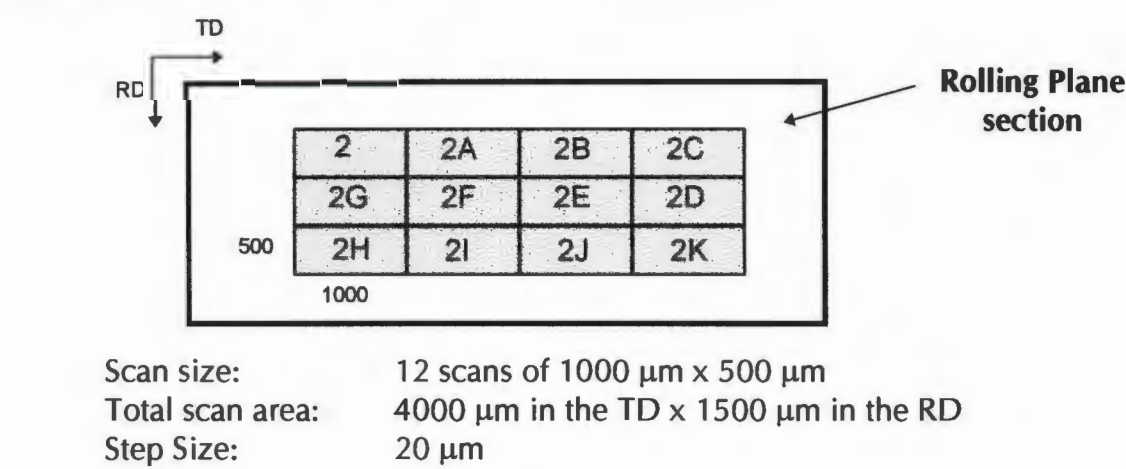 TD
RD
Rolling Plane
section
2 2A 2B 2C
2G 2F 2E 2D
500
2H 2I 2J 2K
1000
Scan size: 12 scans of 1000 µm x 500 µm
Total scan area: 4000 µm in the TD x 1500 µm in the RD
Step Size: 20 µm